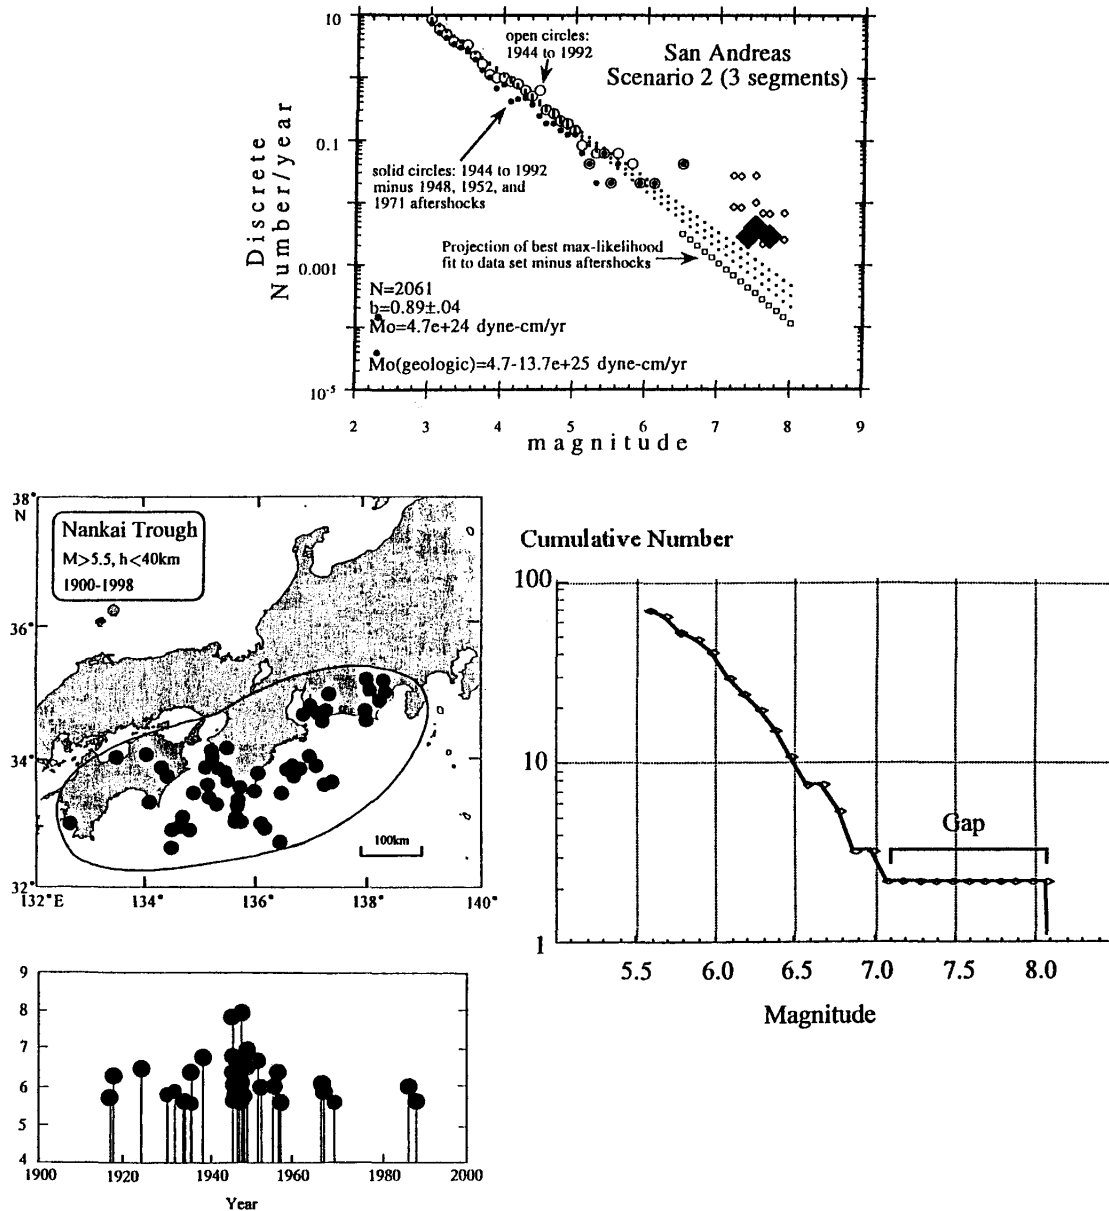 10
0.1
0.001
10-5
Discrete
Number/year
open circles:
1944 to 1992
San Andreas
Scenario 2 (3 segments)
solid circles: 1944 to 1992
minus 1948, 1952, and
1971 aftershocks
Projection of best max-likelihood
fit to data set minus aftershocks
N=2061
b=0.89±.04
Mo=4.7e+24 dyne-cm/yr
Mo(geologic)=4.7-13.7e+25 dyne-cm/yr
2 3 4 5 6 7 8 9
magnitude
38°
N
36°
34°
32°
Nankai Trough
M>5.5, h<40km
1900-1998
100km
132°E 134° 136° 138° 140°
Cumulative Number
100
10
1
Gap
5.5 6.0 6.5 7.0 7.5 8.0
Magnitude
9
8
7
6
5
4
1900 1920 1940 1960 1980 2000
Year